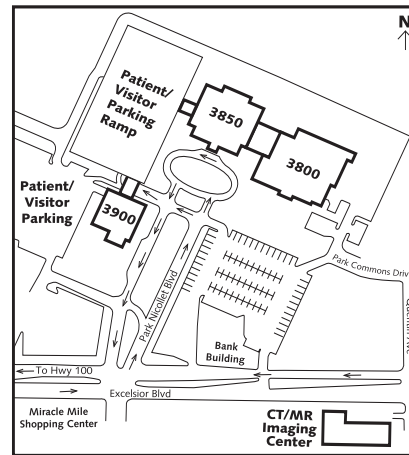 N
Patient/
Visitor
Parking
Ramp
3850
3800
Patient/
Visitor
Parking
3900
Park Nicollet Blvd
Park Commons Drive
Bank
Building
To Hwy 100
Excelsior Blvd
Miracle Mile
Shopping Center
CT/MR
Imaging
Center